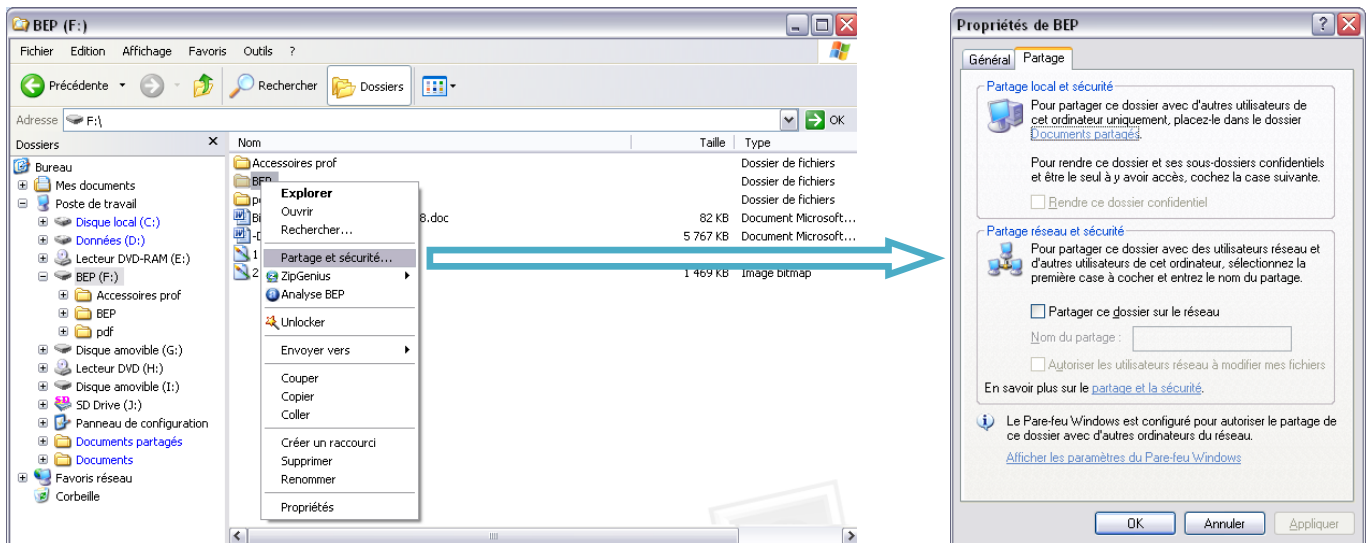 BEP (F:)
Fichier Edition Affichage Favoris Outils ?
Précédente Rechercher Dossiers
Adresse F:\ OK
Dossiers X
Bureau
Mes documents
Poste de travail
Disque local (C:)
Données (D:)
Lecteur DVD-RAM (E:)
BEP (F:)
Accessoires prof
BEP
pdf
Disque amovible (G:)
Lecteur DVD (H:)
Disque amovible (I:)
SD Drive (J:)
Panneau de configuration
Documents partagés
Documents
Favoris réseau
Corbeille
Nom Taille Type
Accessoires prof Dossier de fichiers
BEP Dossier de fichiers
Dossier de fichiers
8.doc 82 KB Document Microsoft...
5 767 KB Document Microsoft...
1
2 1 469 KB Image bitmap
Explorer
Ouvrir
Rechercher...
Partage et sécurité...
ZipGenius
Analyse BEP
Unlocker
Envoyer vers
Couper
Copier
Coller
Créer un raccourci
Supprimer
Renommer
Propriétés
Propriétés de BEP
Général Partage
Partage local et sécurité
Pour partager ce dossier avec d'autres utilisateurs de
cet ordinateur uniquement, placez-le dans le dossier
Documents partagés.
Pour rendre ce dossier et ses sous-dossiers confidentiels
et être le seul à y avoir accès, cochez la case suivante.
Rendre ce dossier confidentiel
Partage réseau et sécurité
Pour partager ce dossier avec des utilisateurs réseau et
d'autres utilisateurs de cet ordinateur, sélectionnez la
première case à cocher et entrez le nom du partage.
Partager ce dossier sur le réseau
Nom du partage :
Autoriser les utilisateurs réseau à modifier mes fichiers
En savoir plus sur le partage et la sécurité.
Le Pare-feu Windows est configuré pour autoriser le partage de
ce dossier avec d'autres ordinateurs du réseau.
Afficher les paramètres du Pare-feu Windows
OK Annuler Appliquer